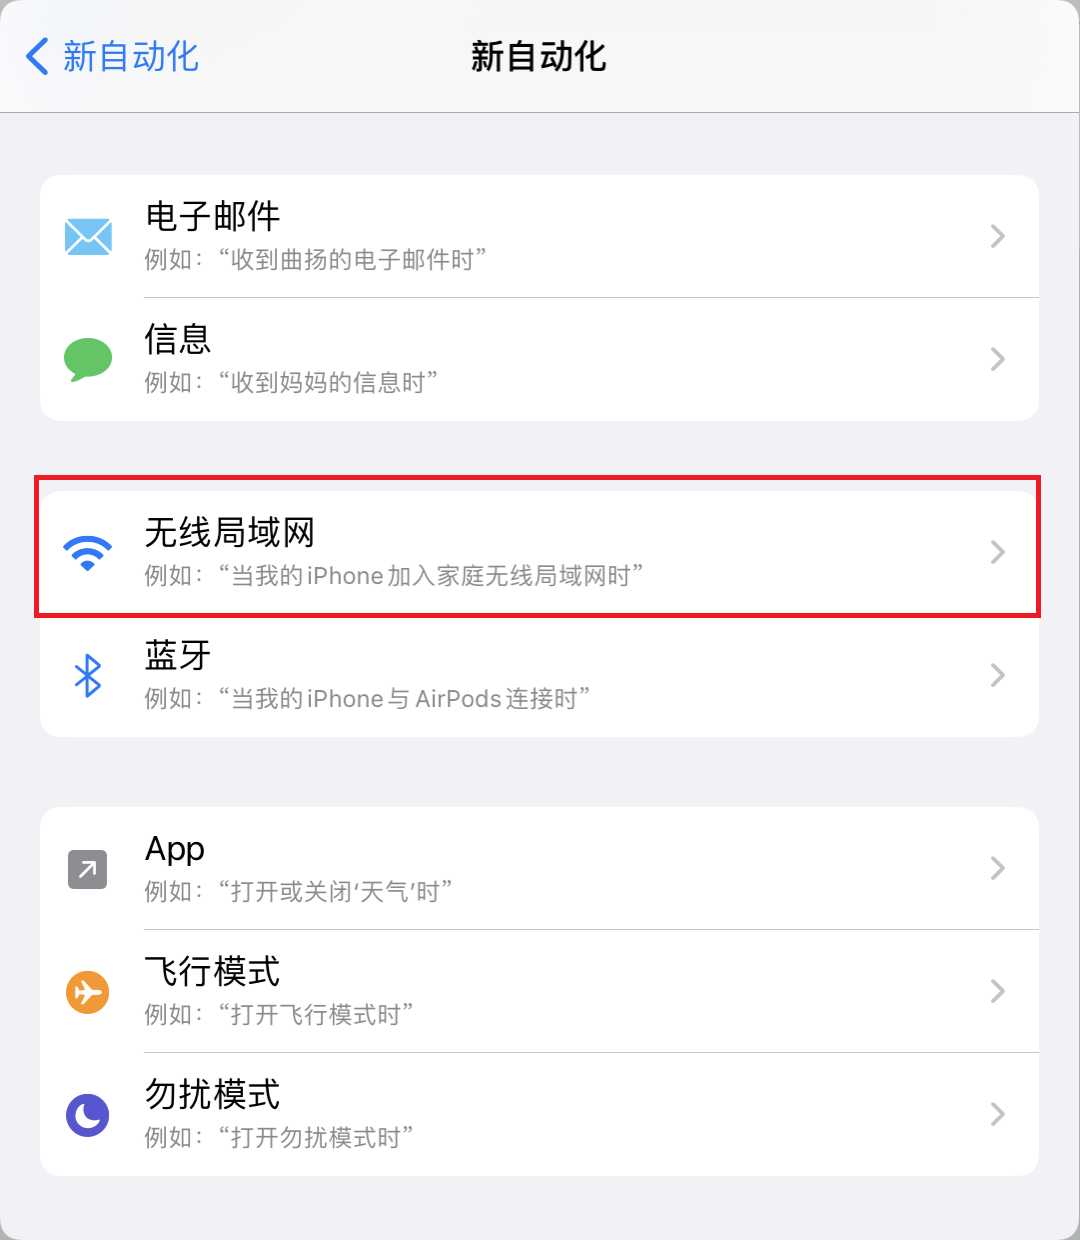 新自动化
新自动化
电子邮件
例如：“收到曲扬的电子邮件时”
信息
例如：“收到妈妈的信息时”
无线局域网
例如：“当我的 iPhone 加入家庭无线局域网时”
蓝牙
例如：“当我的 iPhone 与 AirPods 连接时”
App
例如：“打开或关闭‘天气’时”
飞行模式
例如：“打开飞行模式时”
勿扰模式
例如：“打开勿扰模式时”